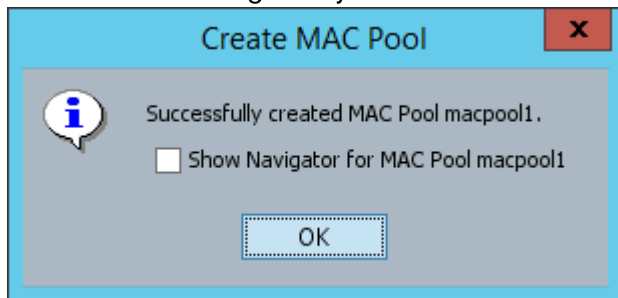 Create MAC Pool
x
i
Successfully created MAC Pool macpool1.
Show Navigator for MAC Pool macpool1
OK